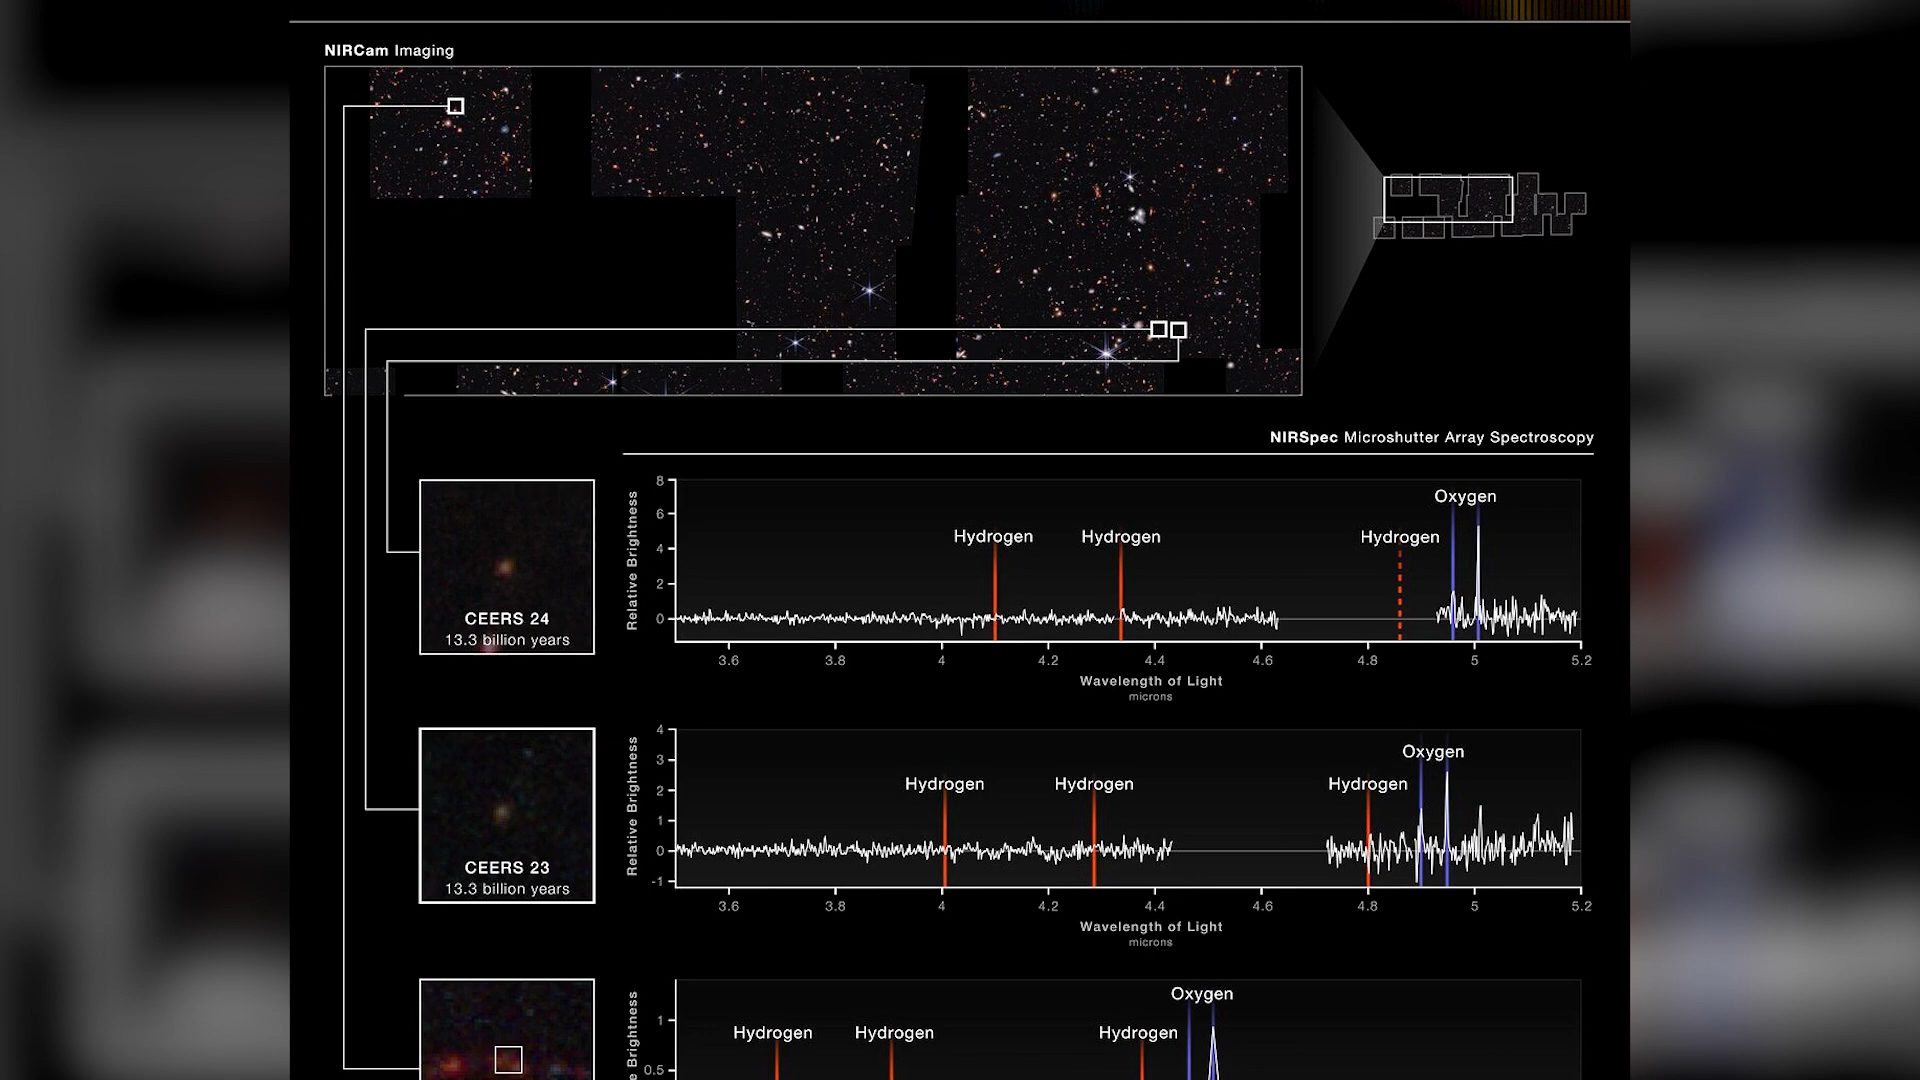 NIRCam Imaging
NIRSpec Microshutter Array Spectroscopy
CEERS 24
13.3 billion years
Relative Brightness
8
6
4
2
0
Hydrogen
Hydrogen
Hydrogen
Oxygen
3.6 3.8 4 4.2 4.4 4.6 4.8 5 5.2
Wavelength of Light
microns
CEERS 23
13.3 billion years
Relative Brightness
4
3
2
1
0
-1
Hydrogen
Hydrogen
Hydrogen
Oxygen
3.6 3.8 4 4.2 4.4 4.6 4.8 5 5.2
Wavelength of Light
microns
Brightness
1
0.5
Hydrogen
Hydrogen
Hydrogen
Oxygen